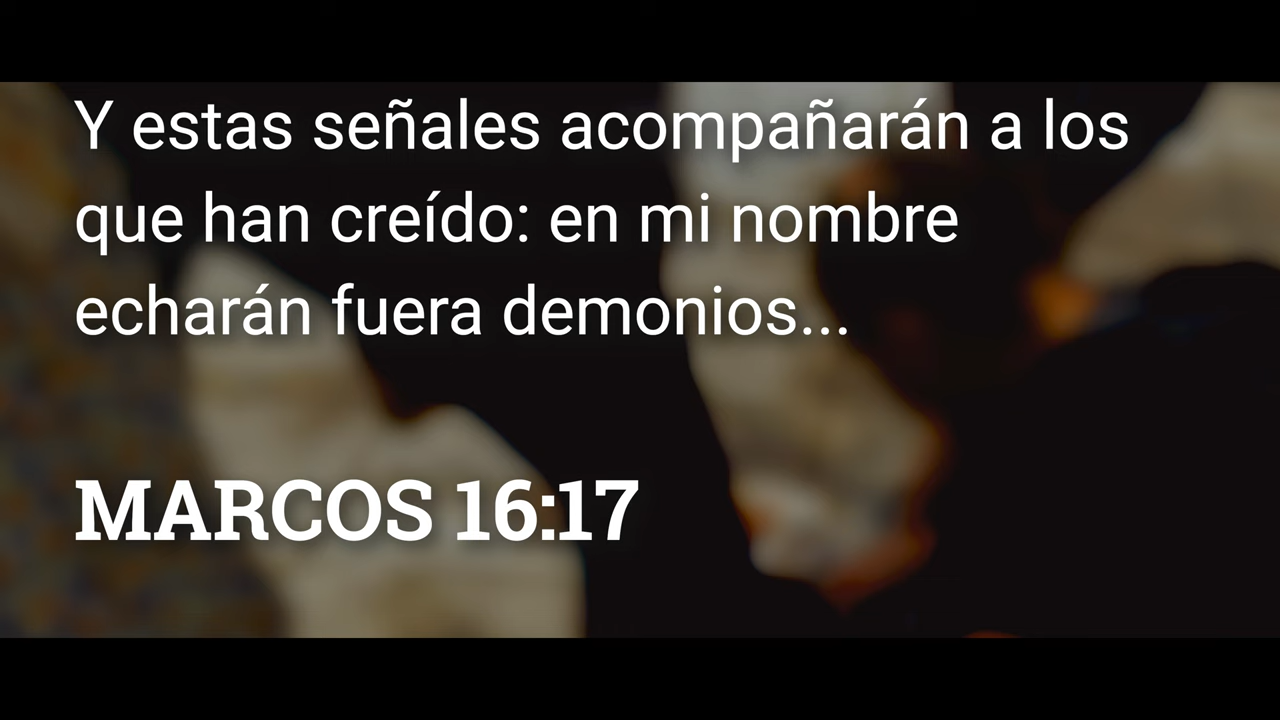 Y estas señales acompañarán a los
que han creído: en mi nombre
echarán fuera demonios...
MARCOS 16:17